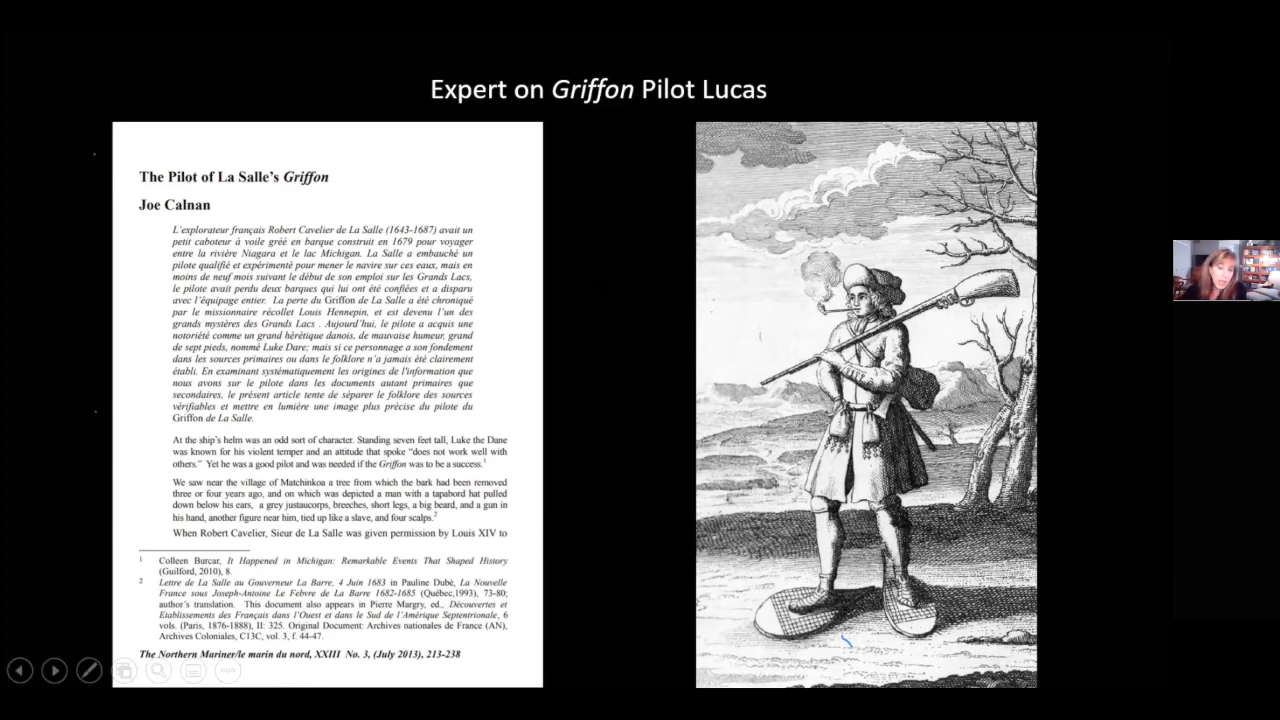 Expert on Griffon Pilot Lucas
The Pilot of La Salle's Griffon
Joe Calnan
L'explorateur français Robert Cavelier de La Salle (1643-1687) avait un
petit caboteur à voile gréé en barque construit en 1679 pour voyager
entre la rivière Niagara et le lac Michigan. La Salle a embauché un
pilote qualifié et expérimenté pour mener le navire sur ces eaux, mais en
moins de neuf mois suivant le début de son emploi sur les Grands Lacs,
le pilote avait perdu deux barques qui lui ont été confiées et a disparu
avec l'équipage entier. La perte du Griffon de La Salle a été chroniqué
par le missionnaire récollet Louis Hennepin, et est devenu l'un des
grands mystères des Grands Lacs . Aujourd'hui, le pilote a acquis une
notoriété comme un grand hérétique danois, de mauvaise humeur, grand
de sept pieds, nommé Luke Dare; mais si ce personnage a son fondement
dans les sources primaires ou dans le folklore n'a jamais été clairement
établi. En examinant systématiquement les origines de l'information que
nous avons sur le pilote dans les documents autant primaires que
secondaires, le présent article tente de séparer le folklore des sources
vérifiables et mettre en lumière une image plus précise du pilote du
Griffon de La Salle.
At the ship's helm was an odd sort of character. Standing seven feet tall, Luke the Dane
was known for his violent temper and an attitude that spoke "does not work well with
others." Yet he was a good pilot and was needed if the Griffon was to be a success.1
We saw near the village of Matchinkoa a tree from which the bark had been removed
three or four years ago, and on which was depicted a man with a tapabord hat pulled
down below his ears, a grey justaucorps, breeches, short legs, a big beard, and a gun in
his hand, another figure near him, tied up like a slave, and four scalps.2
When Robert Cavelier, Sieur de La Salle was given permission by Louis XIV to
1 Colleen Burcar, It Happened in Michigan: Remarkable Events That Shaped History
(Guilford, 2010), 8.
2 Lettre de La Salle au Gouverneur La Barre, 4 Juin 1683 in Pauline Dubé, La Nouvelle
France sous Joseph-Antoine Le Febvre de La Barre 1682-1685 (Québec,1993), 73-80;
author's translation. This document also appears in Pierre Margry, ed., Découvertes et
Etablissements des Français dans l'Ouest et dans le Sud de l'Amérique Septentrionale, 6
vols. (Paris, 1876-1888), II: 325. Original Document: Archives nationales de France (AN),
Archives Coloniales, C13C, vol. 3, f. 44-47.
The Northern Mariner/le marin du nord, XXIII No. 3, (July 2013), 213-238